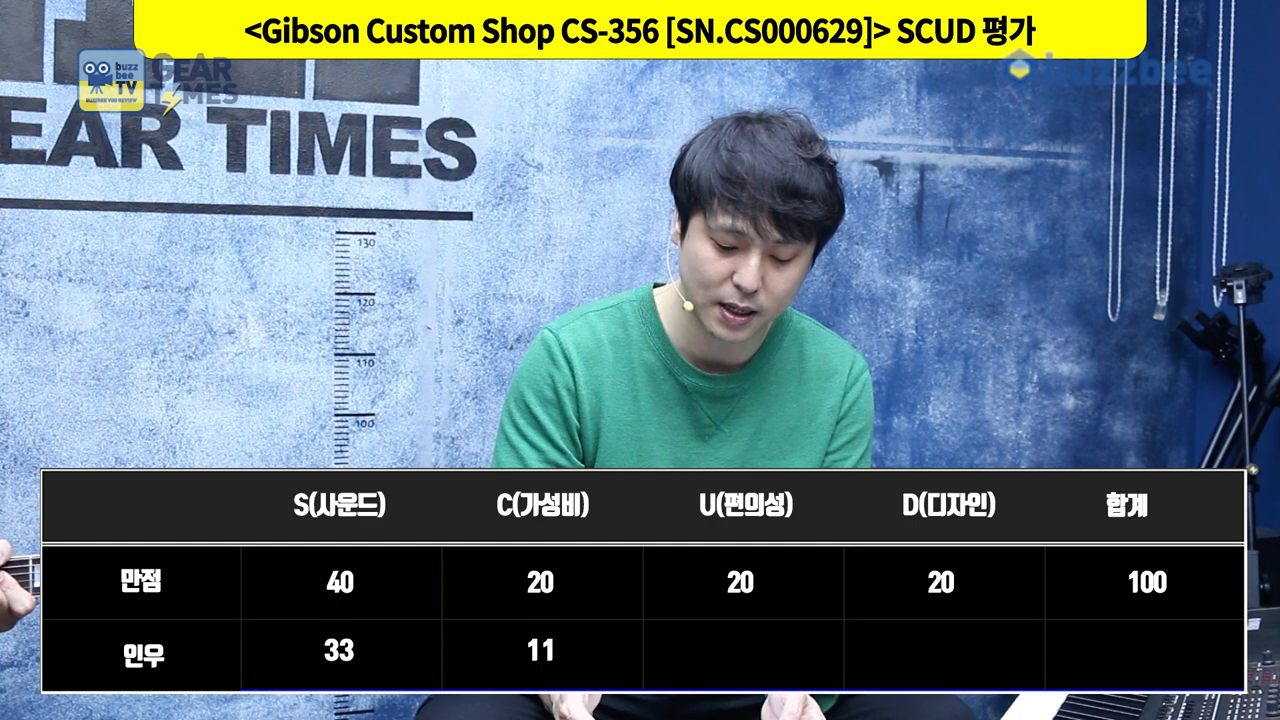 <Gibson Custom Shop CS-356 [SN.CS000629]> SCUD 평가
buzz
bee
TV
GEAR
TIMES
buzzbee
EAR TIMES
130
120
110
100
S(사운드) C(가성비) U(편의성) D(디자인) 합계
만점 40 20 20 20 100
인우 33 11